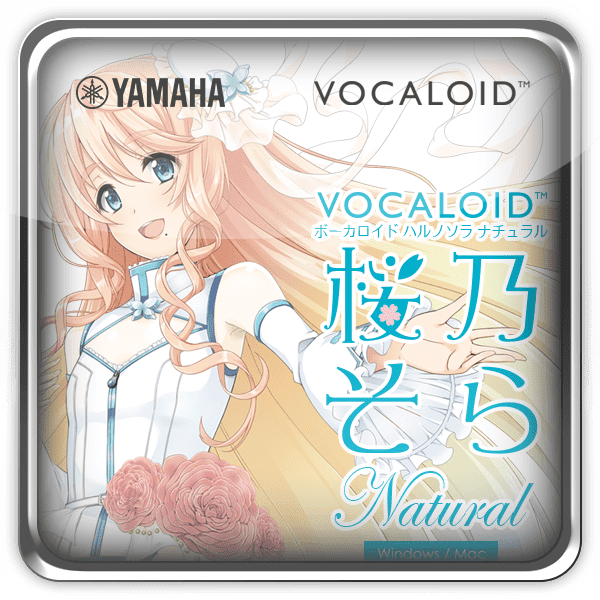 YAMAHA VOCALOID™
VOCALOID™
ボーカロイド ハルノソラ ナチュラル
桜乃
そら
Natural
Windows / Mac